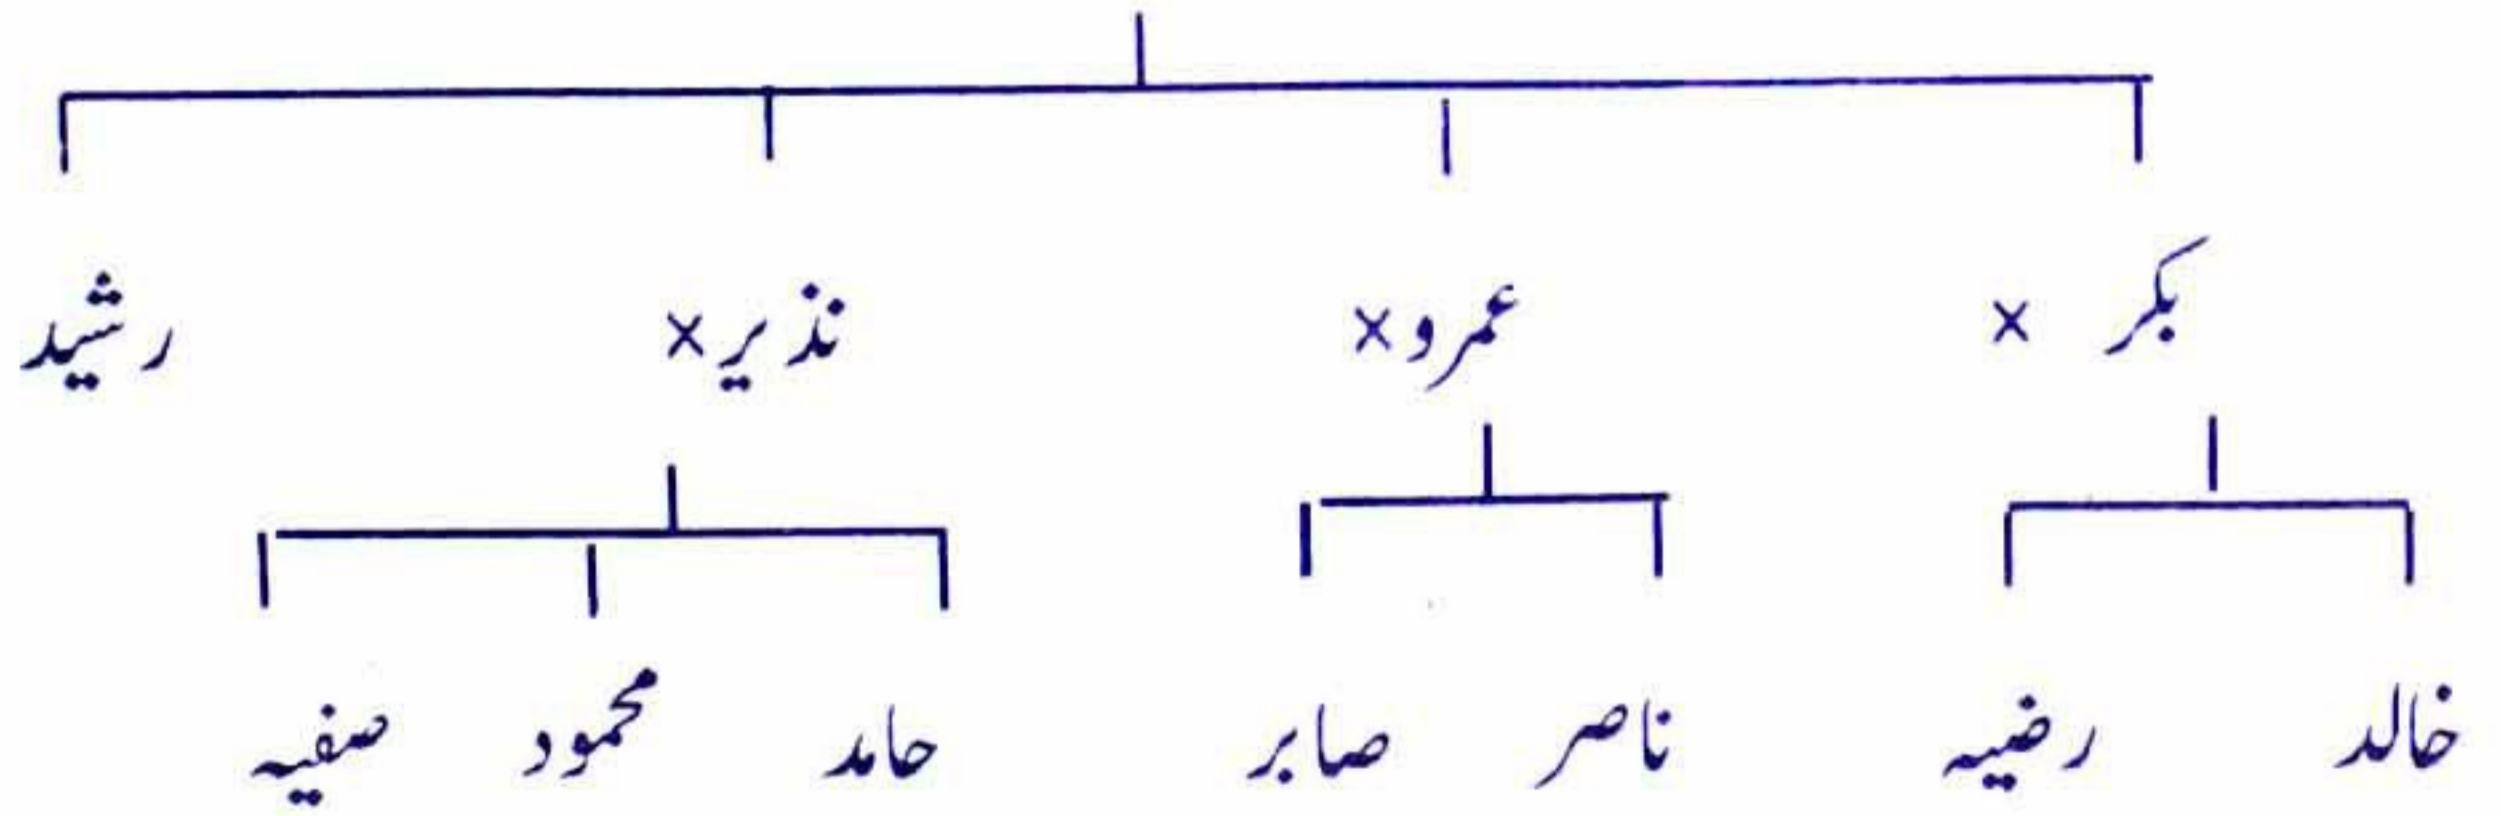 بکر × عمرو× نذیر× رشید
خالد رضیہ ناصر صابر حامد محمود صفیہ